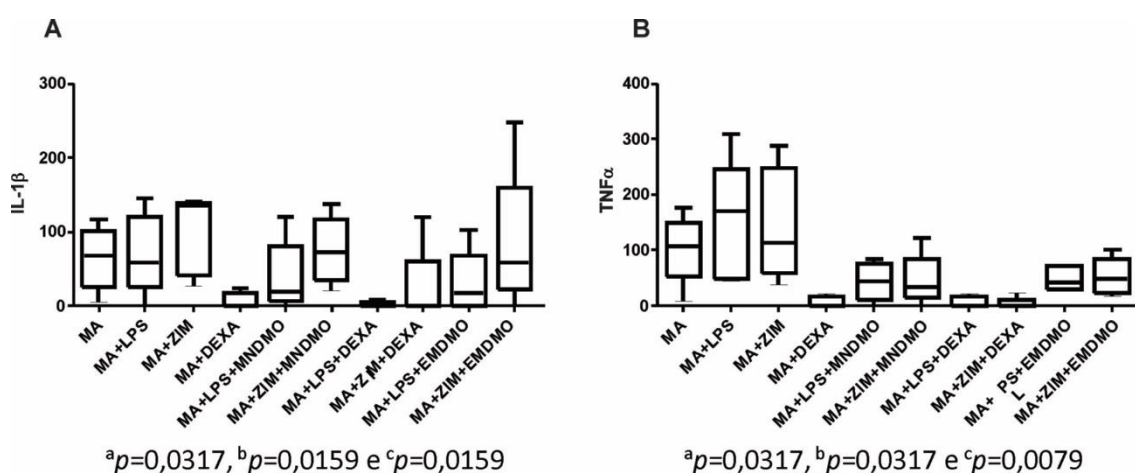 A
B
IL-1β
300
200
100
0
MA
MA+LPS
MA+ZIM
MA+DEXA
MA+LPS+MNDMO
MA+ZIM+MNDMO
MA+LPS+DEXA
MA+ZIM+DEXA
MA+LPS+EMDMO
MA+ZIM+EMDMO
ᵃp=0,0317, ᵇp=0,0159 e ᶜp=0,0159
TNFα
400
300
200
100
0
MA
MA+LPS
MA+ZIM
MA+DEXA
MA+LPS+MNDMO
MA+ZIM+MNDMO
MA+LPS+DEXA
MA+ZIM+DEXA
MA+ LPS+EMDMO
MA+ZIM+EMDMO
ᵃp=0,0317, ᵇp=0,0317 e ᶜp=0,0079